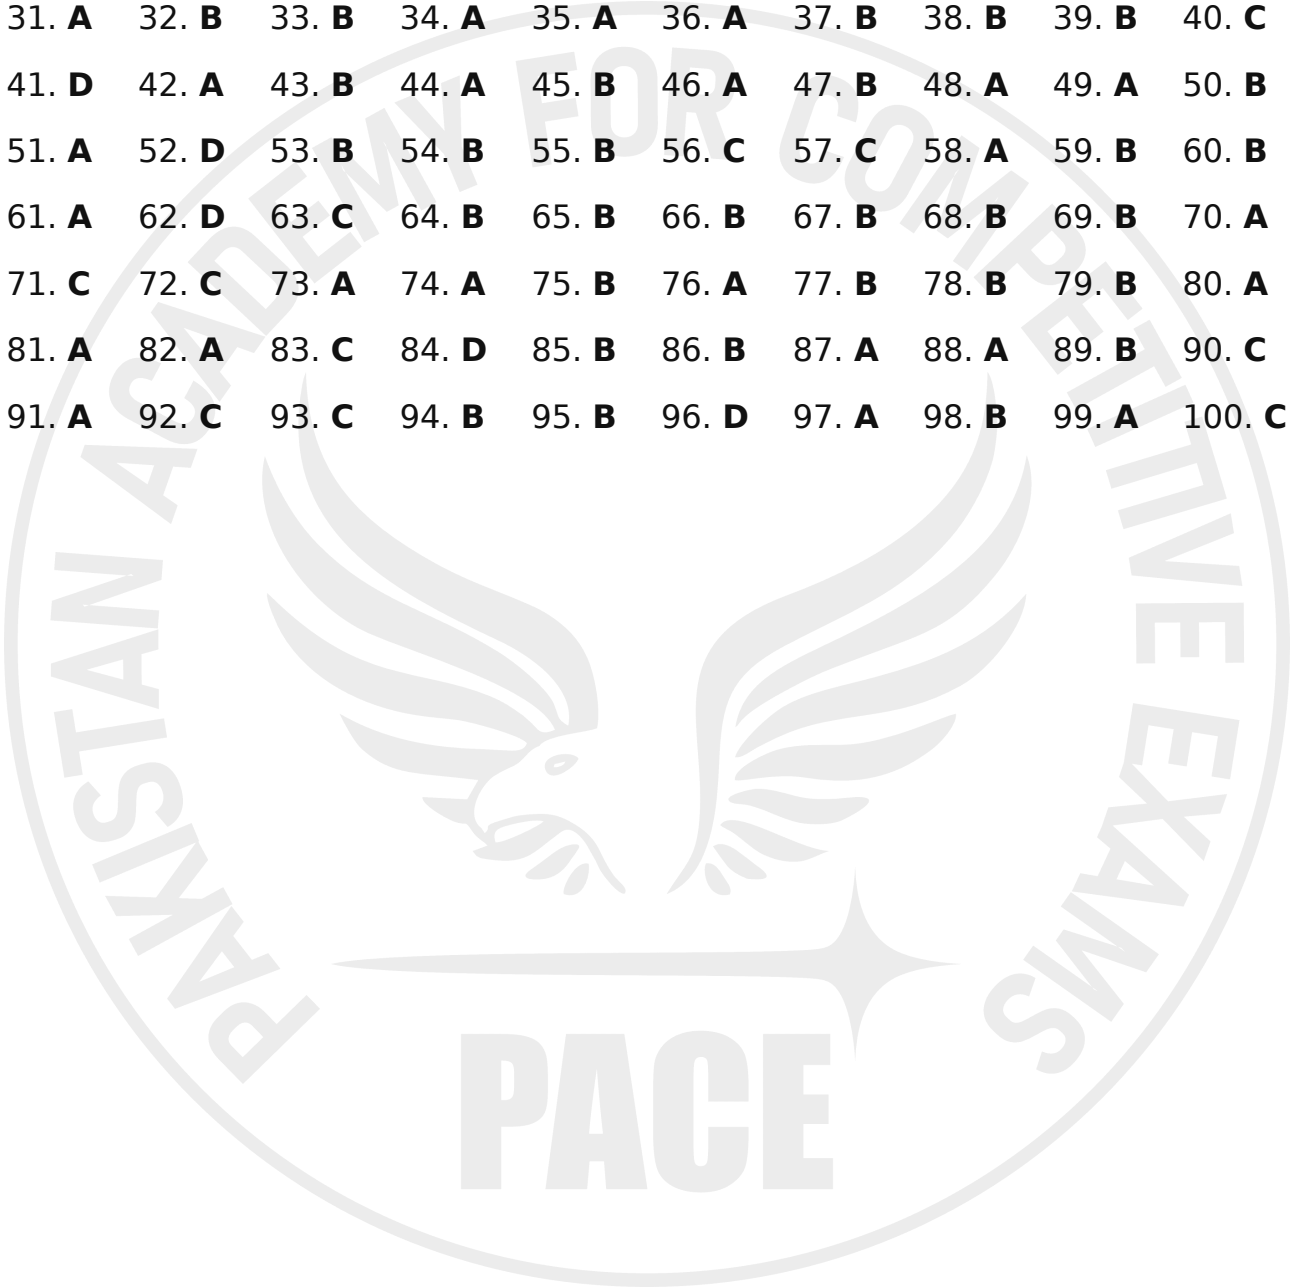 31. A 32. B 33. B 34. A 35. A 36. A 37. B 38. B 39. B 40. C
41. D 42. A 43. B 44. A 45. B 46. A 47. B 48. A 49. A 50. B
51. A 52. D 53. B 54. B 55. B 56. C 57. C 58. A 59. B 60. B
61. A 62. D 63. C 64. B 65. B 66. B 67. B 68. B 69. B 70. A
71. C 72. C 73. A 74. A 75. B 76. A 77. B 78. B 79. B 80. A
81. A 82. A 83. C 84. D 85. B 86. B 87. A 88. A 89. B 90. C
91. A 92. C 93. C 94. B 95. B 96. D 97. A 98. B 99. A 100. C
PAKISTAN ACADEMY FOR COMPETITIVE EXAMS
PACE